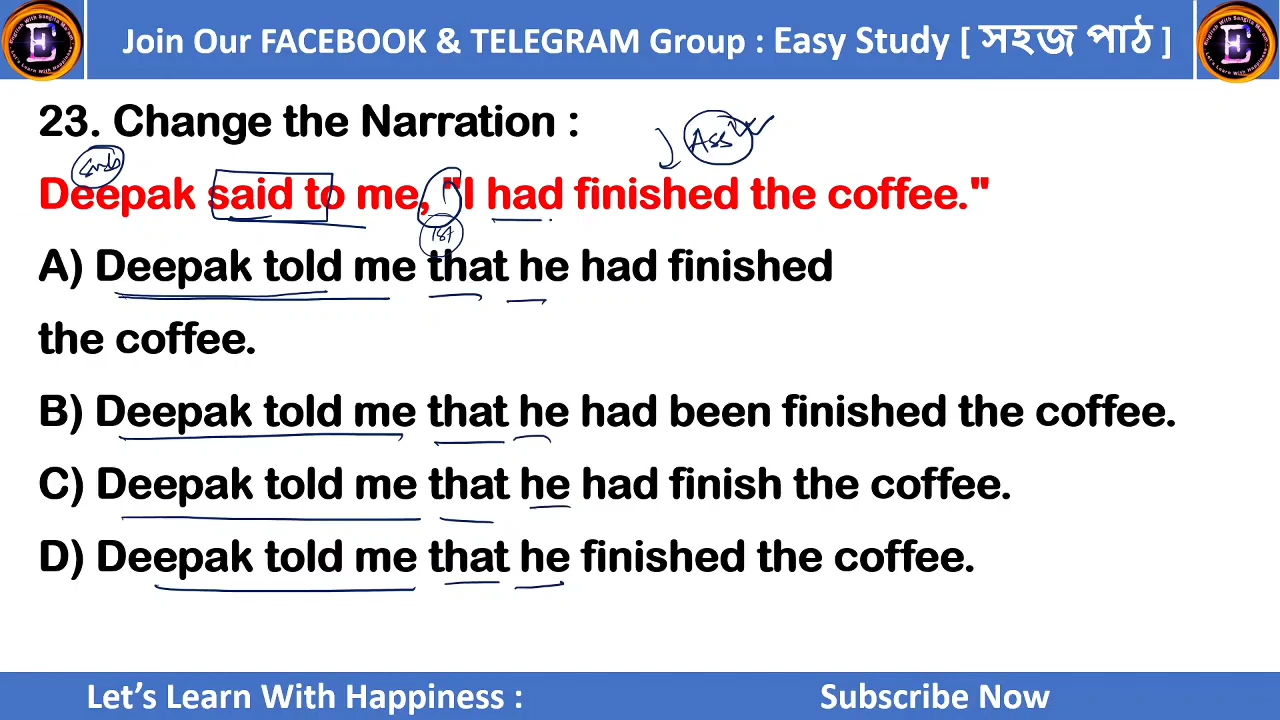 Join Our FACEBOOK & TELEGRAM Group : Easy Study [ সহজ পাঠ ]
23. Change the Narration :
Ass
Sub
Deepak said to me, "I had finished the coffee."
1st
A) Deepak told me that he had finished
the coffee.
B) Deepak told me that he had been finished the coffee.
C) Deepak told me that he had finish the coffee.
D) Deepak told me that he finished the coffee.
Let's Learn With Happiness :
Subscribe Now